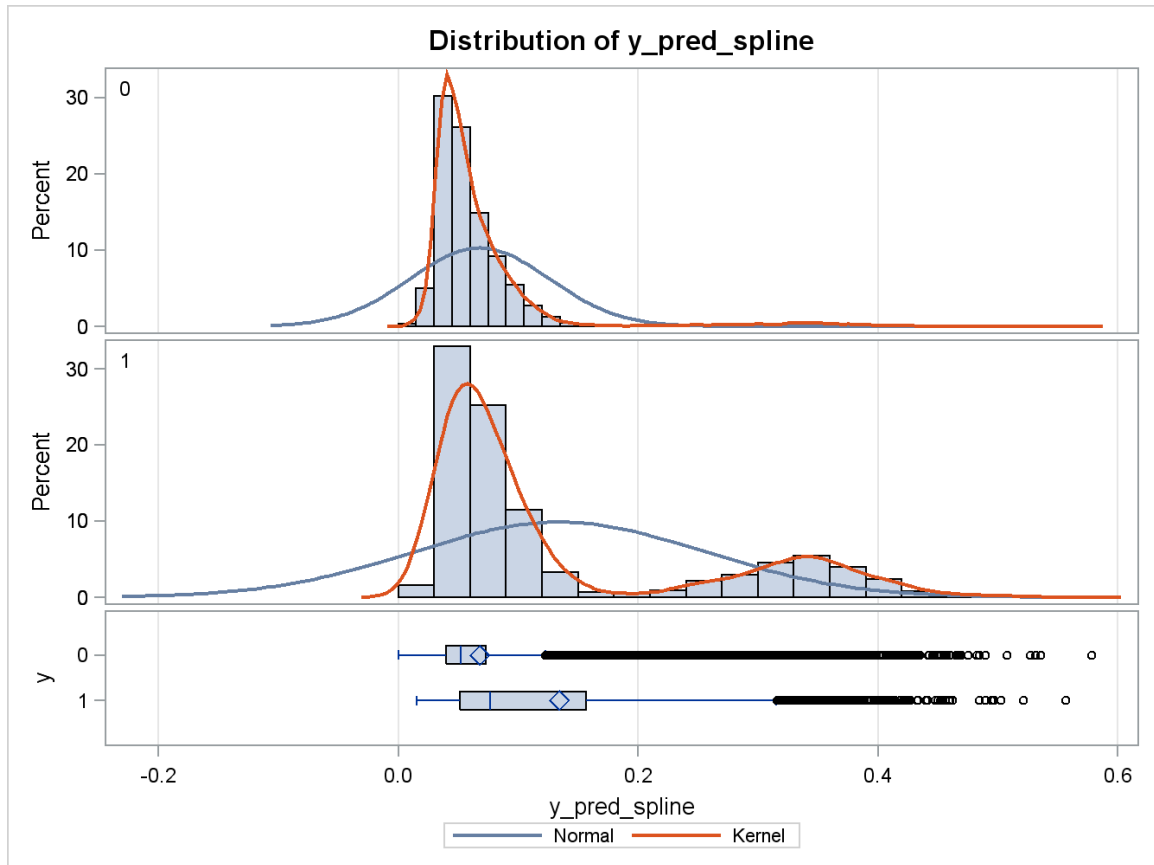 Distribution of y_pred_spline
0
30
20
10
0
Percent
1
30
20
10
0
Percent
0
1
y
-0.2 0.0 0.2 0.4 0.6
y_pred_spline
Normal Kernel